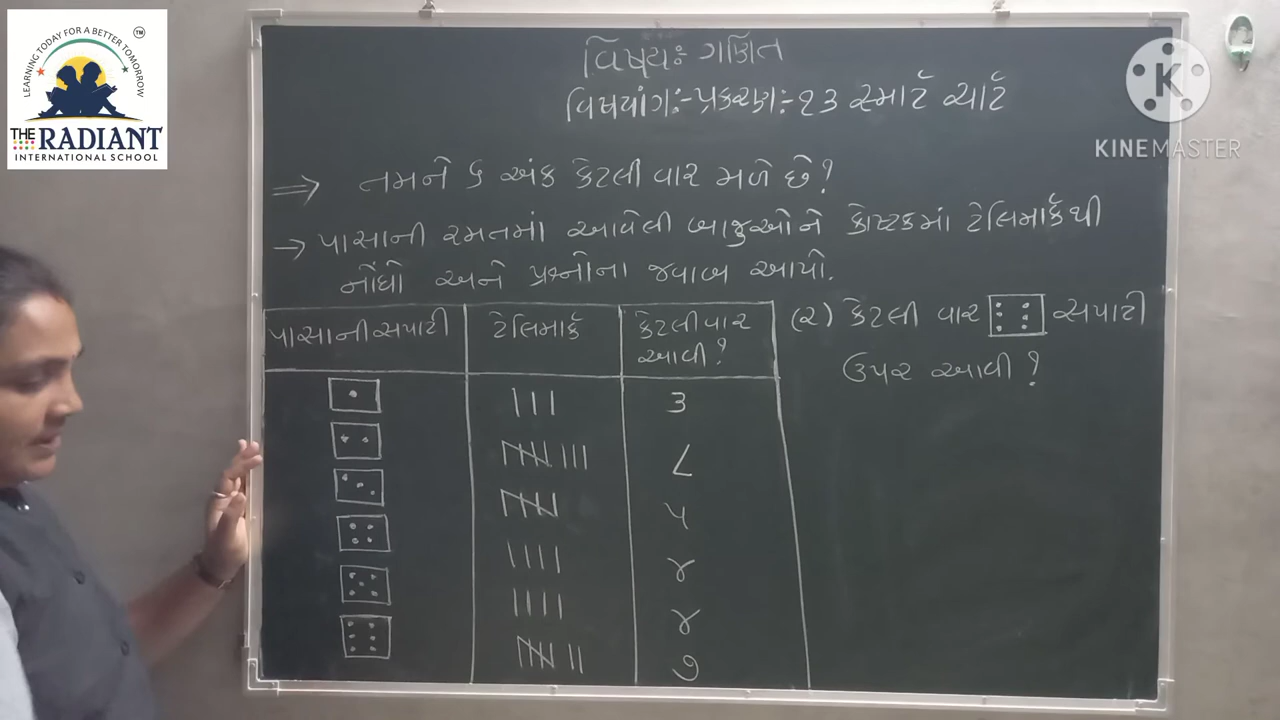 LEARNING TODAY FOR A BETTER TOMORROW
TM
THE RADIANT
INTERNATIONAL SCHOOL
K
KINEMASTER
વિષયઃ ગણિત
વિષયાંગઃ-પ્રકરણઃ-૧૩ સ્માર્ટ ચાર્ટ
⇒ તમને ૬ અંક કેટલી વાર મળે છે?
→ પાસાની રમતમાં આવેલી બાજુઓને કોષ્ટકમાં ટેલિમાર્કથી
નોંધો અને પ્રશ્નોના જવાબ આપો.
પાસાની સપાટી ટેલિમાર્ક કેટલીવાર
આવી?
||| ૩
|||| ||| ૮
|||| ૫
|||| ૪
|||| ૪
|||| || ૭
(૨) કેટલી વાર સપાટી
ઉપર આવી?